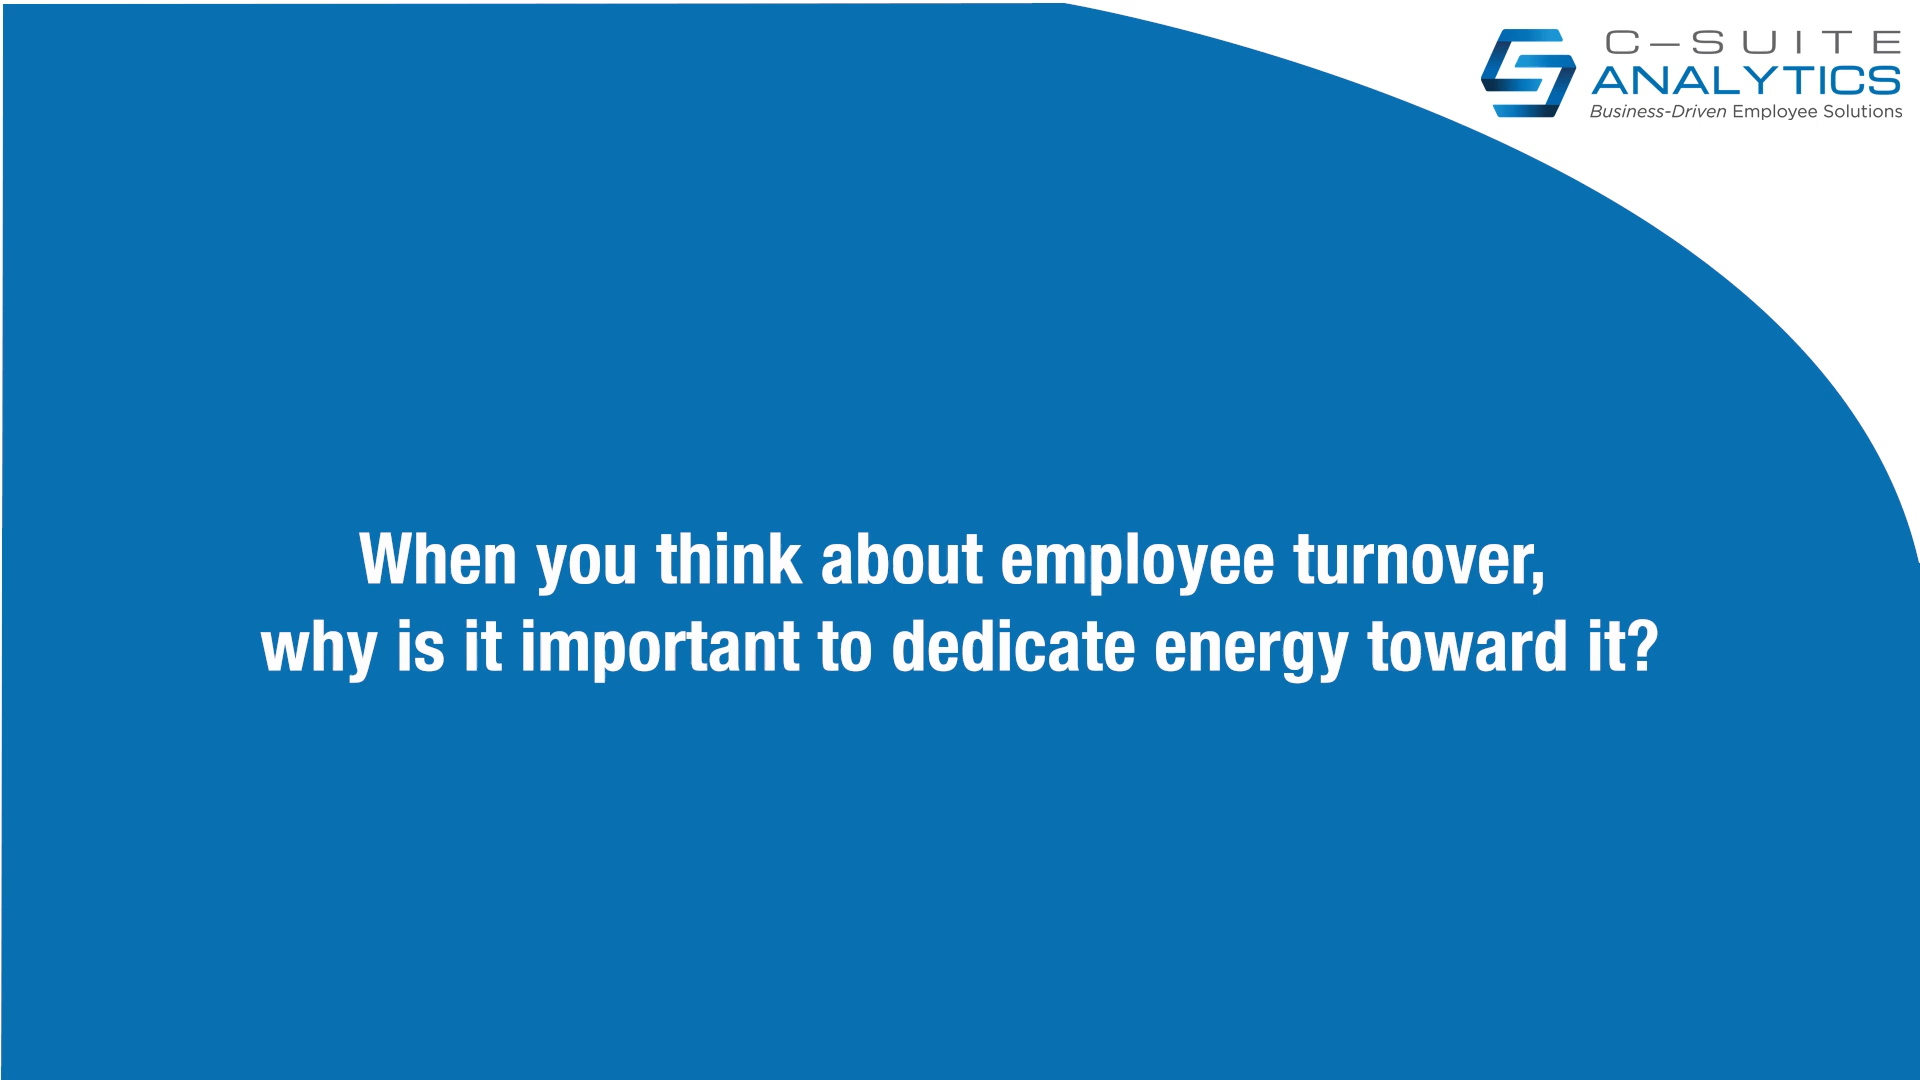 C–SUITE
ANALYTICS
Business-Driven Employee Solutions
When you think about employee turnover,
why is it important to dedicate energy toward it?